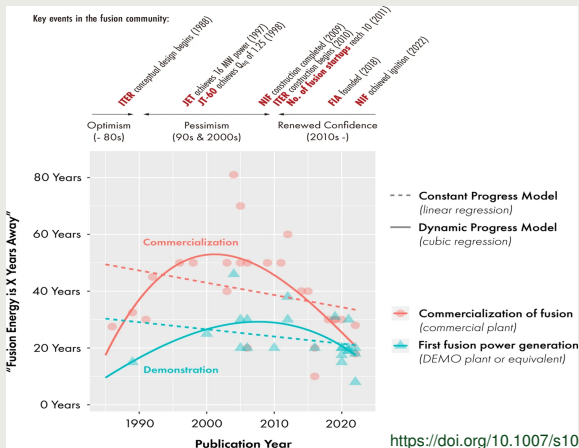 Key events in the fusion community:
ITER conceptual design begins (1988)
JET achieves 16 MW power (1997)
JT-60 achieves Qeq of 1.25 (1998)
NIF construction completed (2009)
ITER construction begins (2010)
No. of fusion startups reach 10 (2011)
FIA founded (2018)
NIF achieved ignition (2022)
Optimism
(- 80s)
Pessimism
(90s & 2000s)
Renewed Confidence
(2010s -)
"Fusion Energy is X Years Away"
80 Years
60 Years
40 Years
20 Years
0 Years
Commercialization
Demonstration
1990
2000
2010
2020
Publication Year
Constant Progress Model
(linear regression)
Dynamic Progress Model
(cubic regression)
Commercialization of fusion
(commercial plant)
First fusion power generation
(DEMO plant or equivalent)
https://doi.org/10.1007/s10